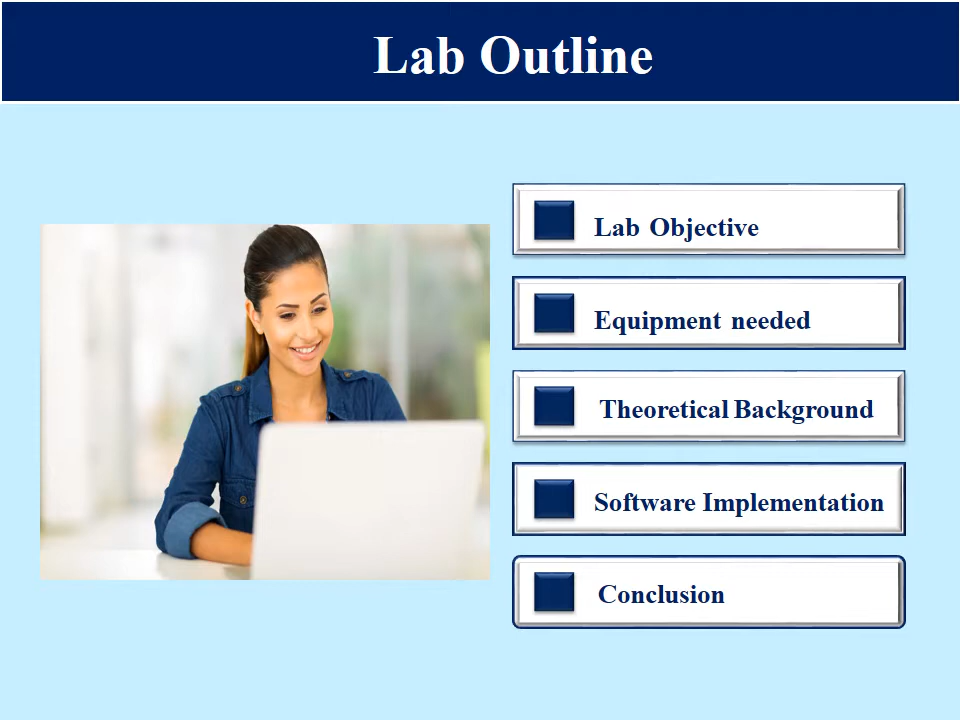 Lab Outline
Lab Objective
Equipment needed
Theoretical Background
Software Implementation
Conclusion